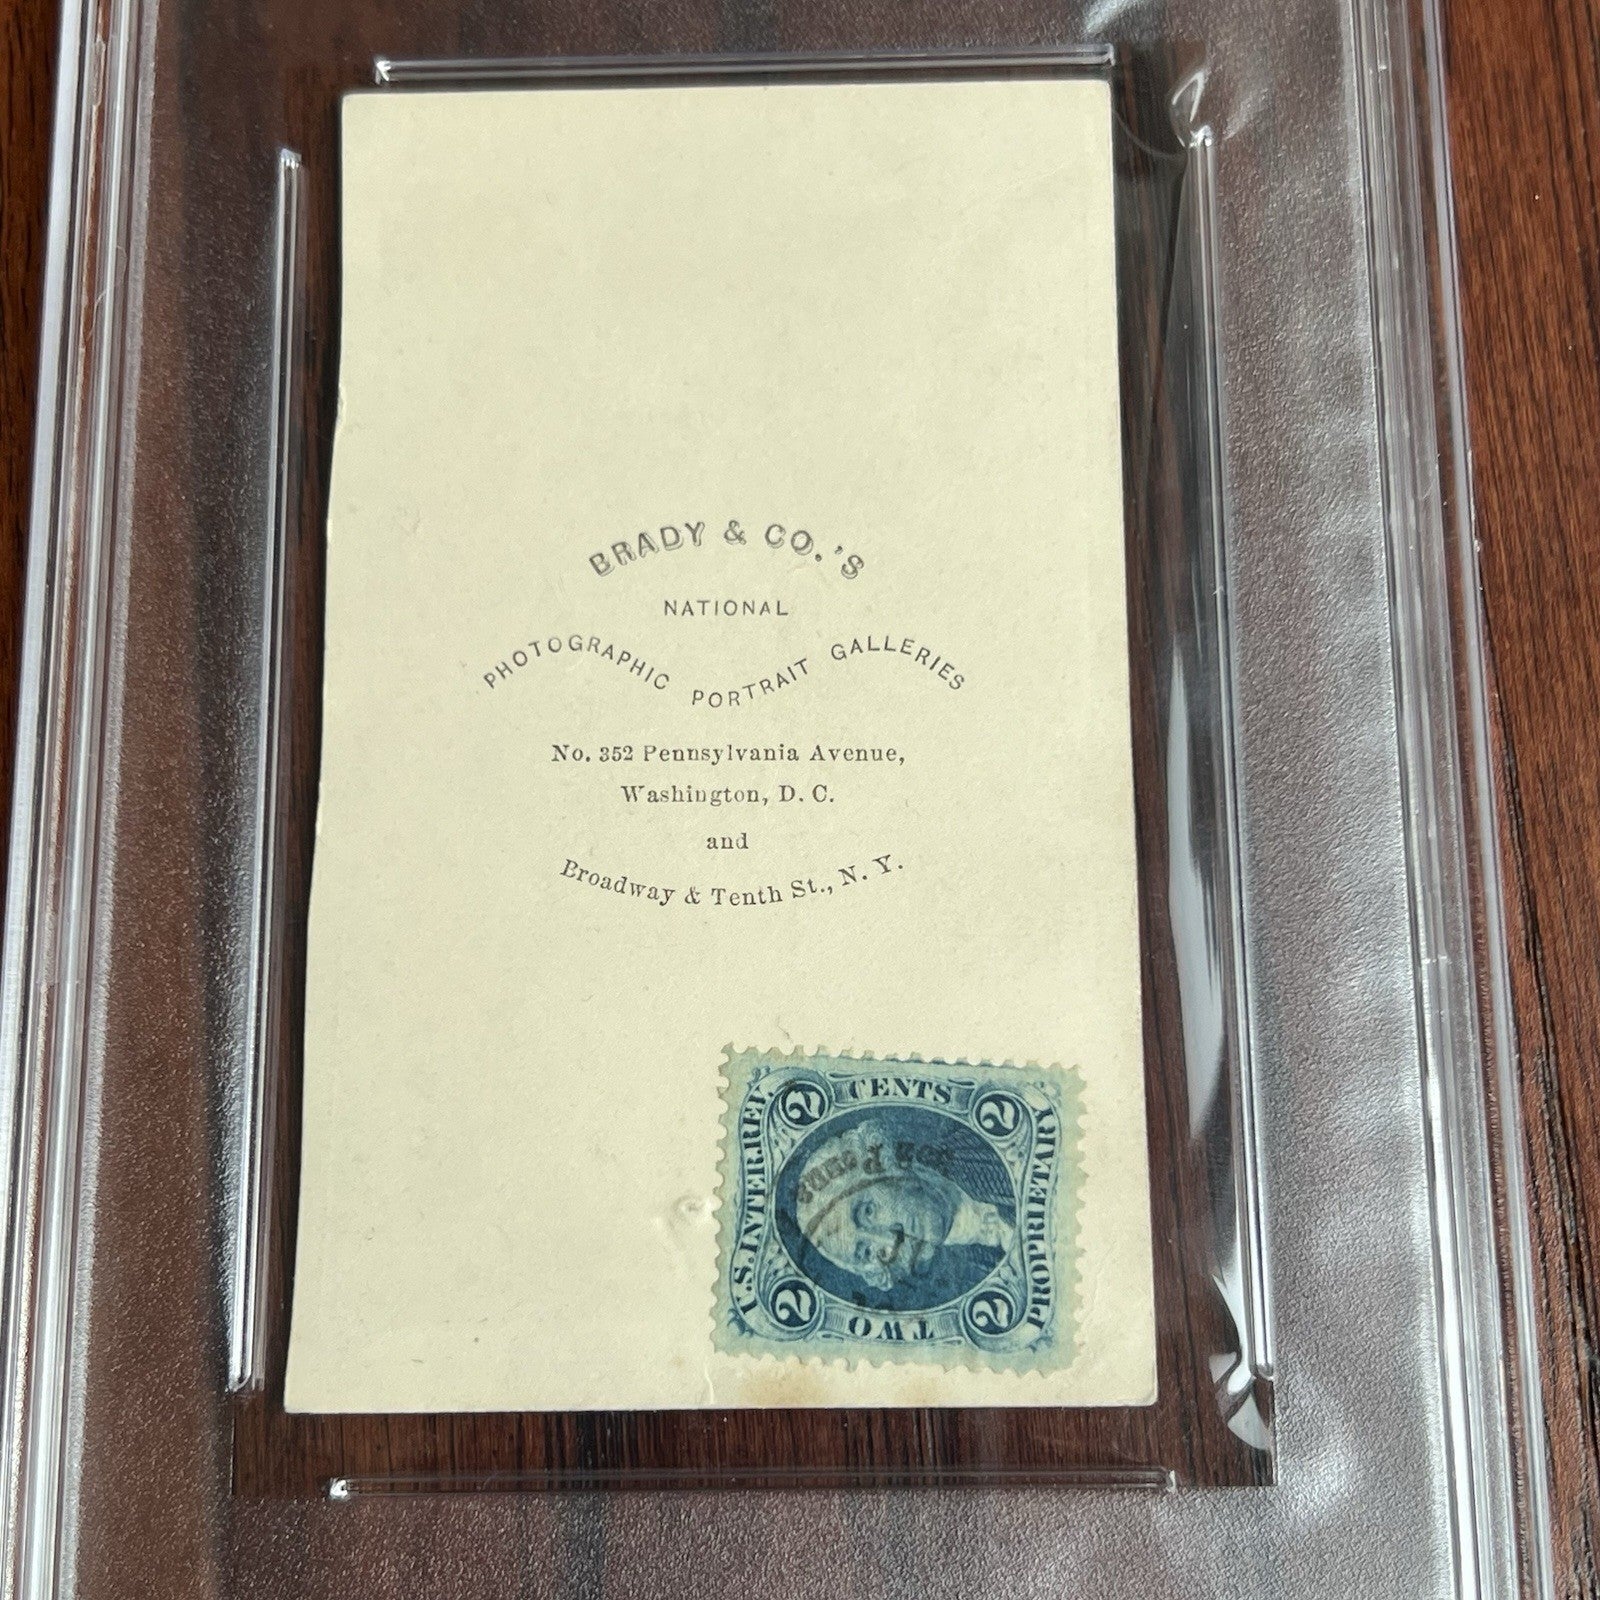 BRADY & CO.'S
NATIONAL
PHOTOGRAPHIC PORTRAIT GALLERIES
No. 352 Pennsylvania Avenue,
Washington, D. C.
and
Broadway & Tenth St., N. Y.
U.S. INTER. REV.
2 CENTS 2
PROPRIETARY
2 TWO 2